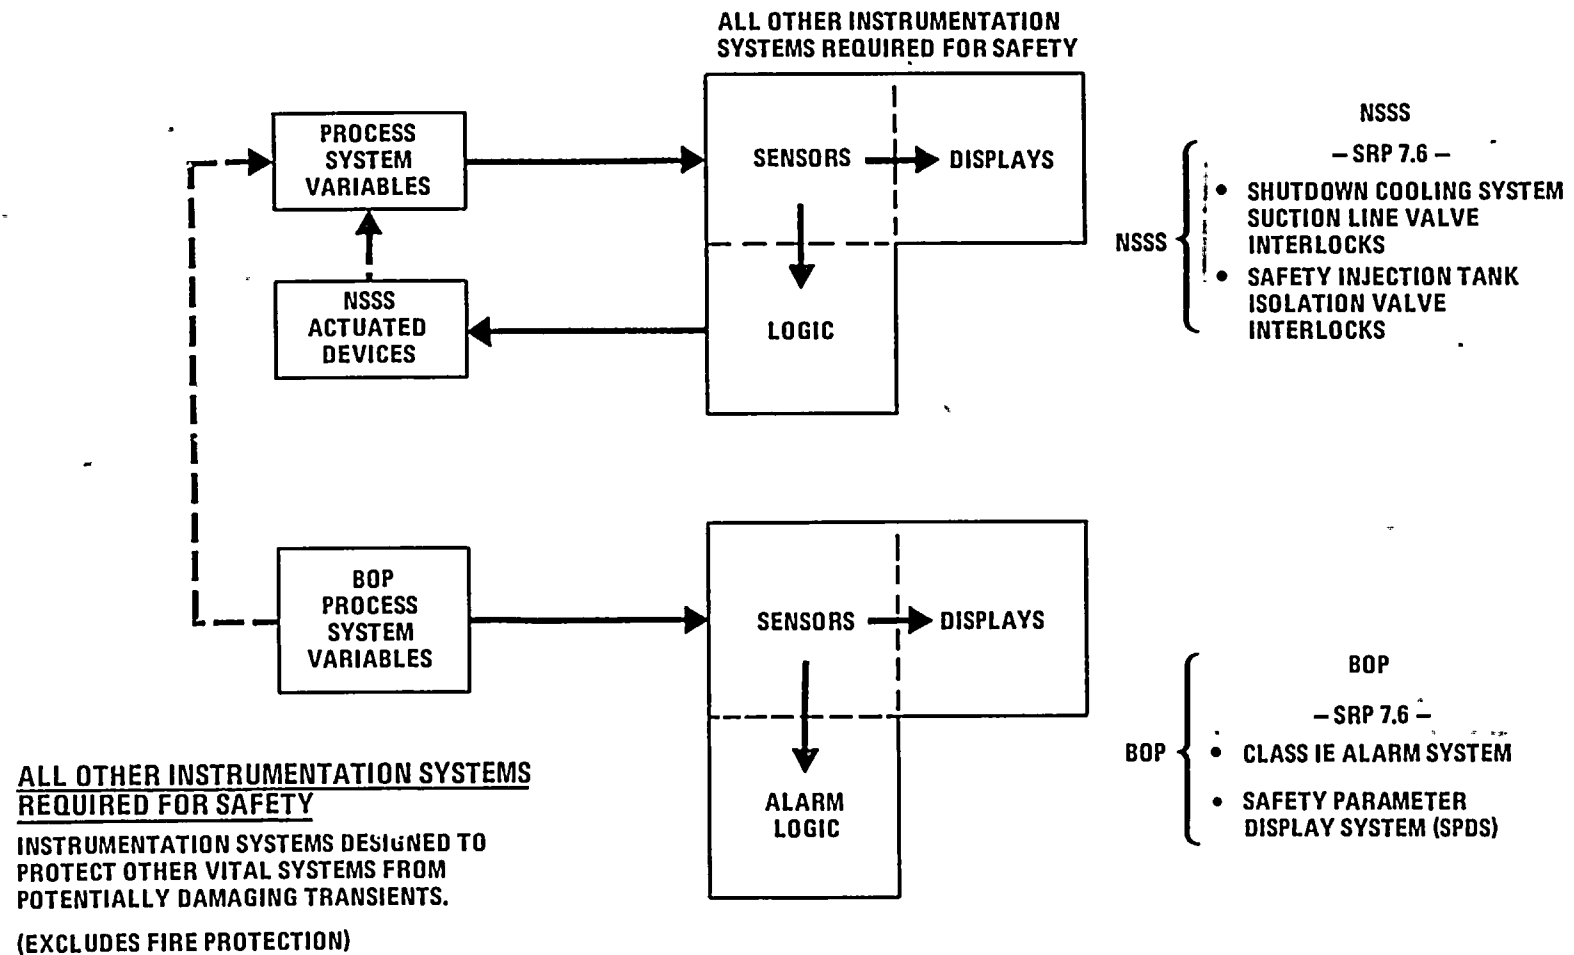 ALL OTHER INSTRUMENTATION
SYSTEMS REQUIRED FOR SAFETY
PROCESS
SYSTEM
VARIABLES
SENSORS
DISPLAYS
NSSS
ACTUATED
DEVICES
LOGIC
NSSS
NSSS
– SRP 7.6 –
• SHUTDOWN COOLING SYSTEM
SUCTION LINE VALVE
INTERLOCKS
• SAFETY INJECTION TANK
ISOLATION VALVE
INTERLOCKS
BOP
PROCESS
SYSTEM
VARIABLES
SENSORS
DISPLAYS
ALARM
LOGIC
BOP
BOP
– SRP 7.6 –
• CLASS IE ALARM SYSTEM
• SAFETY PARAMETER
DISPLAY SYSTEM (SPDS)
ALL OTHER INSTRUMENTATION SYSTEMS
REQUIRED FOR SAFETY
INSTRUMENTATION SYSTEMS DESIGNED TO
PROTECT OTHER VITAL SYSTEMS FROM
POTENTIALLY DAMAGING TRANSIENTS.
(EXCLUDES FIRE PROTECTION)